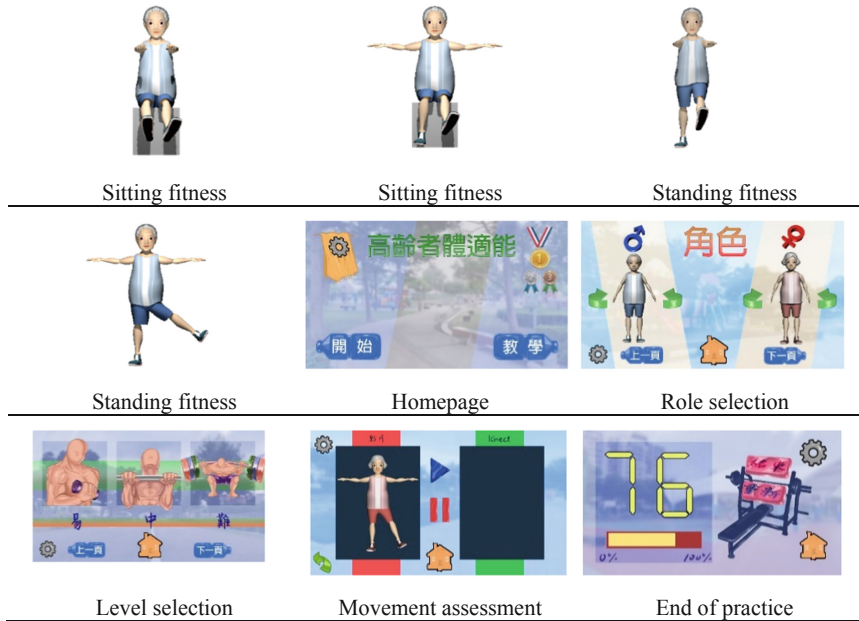 Sitting fitness
Sitting fitness
Standing fitness
Standing fitness
高齡者體適能
1
開始
教學
Homepage
角色
上一頁
下一頁
Role selection
易
中
難
上一頁
下一頁
Level selection
Kinect
Movement assessment
76
0%
100%
End of practice